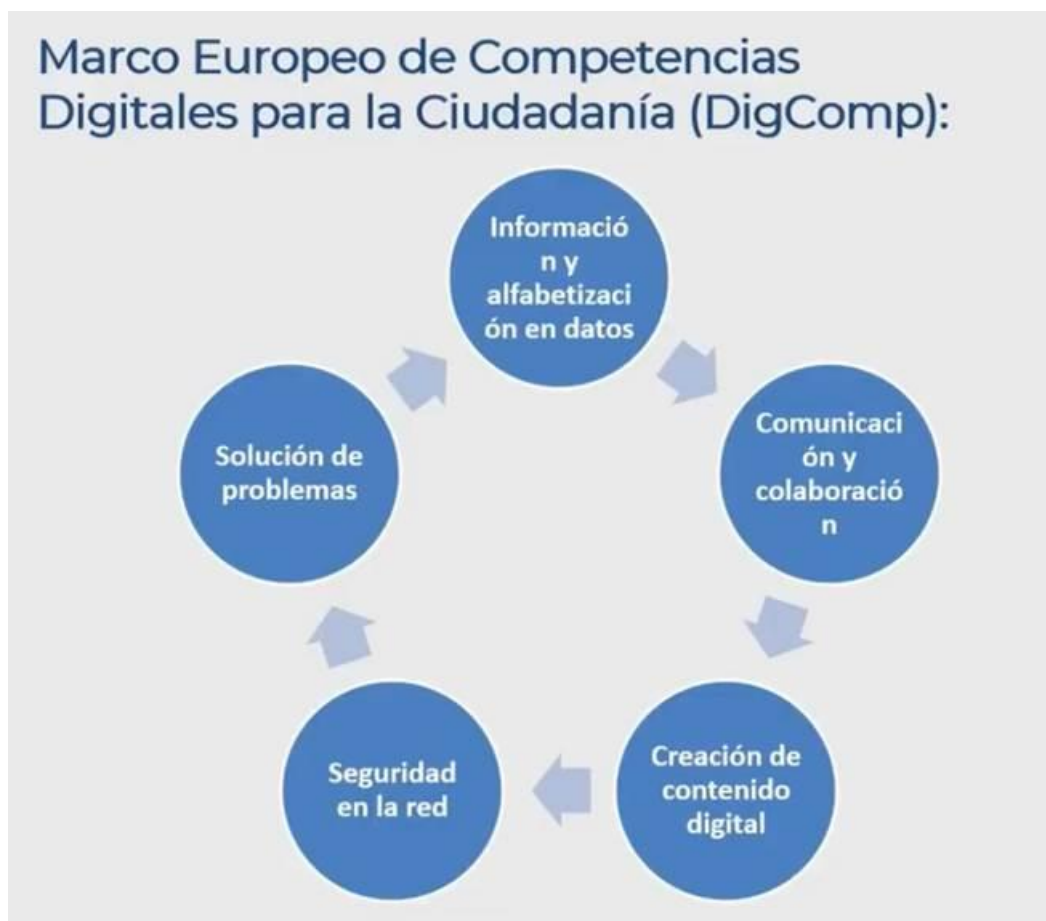 Marco Europeo de Competencias
Digitales para la Ciudadanía (DigComp):
Informació
n y
alfabetizaci
ón en datos
Comunicaci
ón y
colaboració
n
Creación de
contenido
digital
Seguridad
en la red
Solución de
problemas